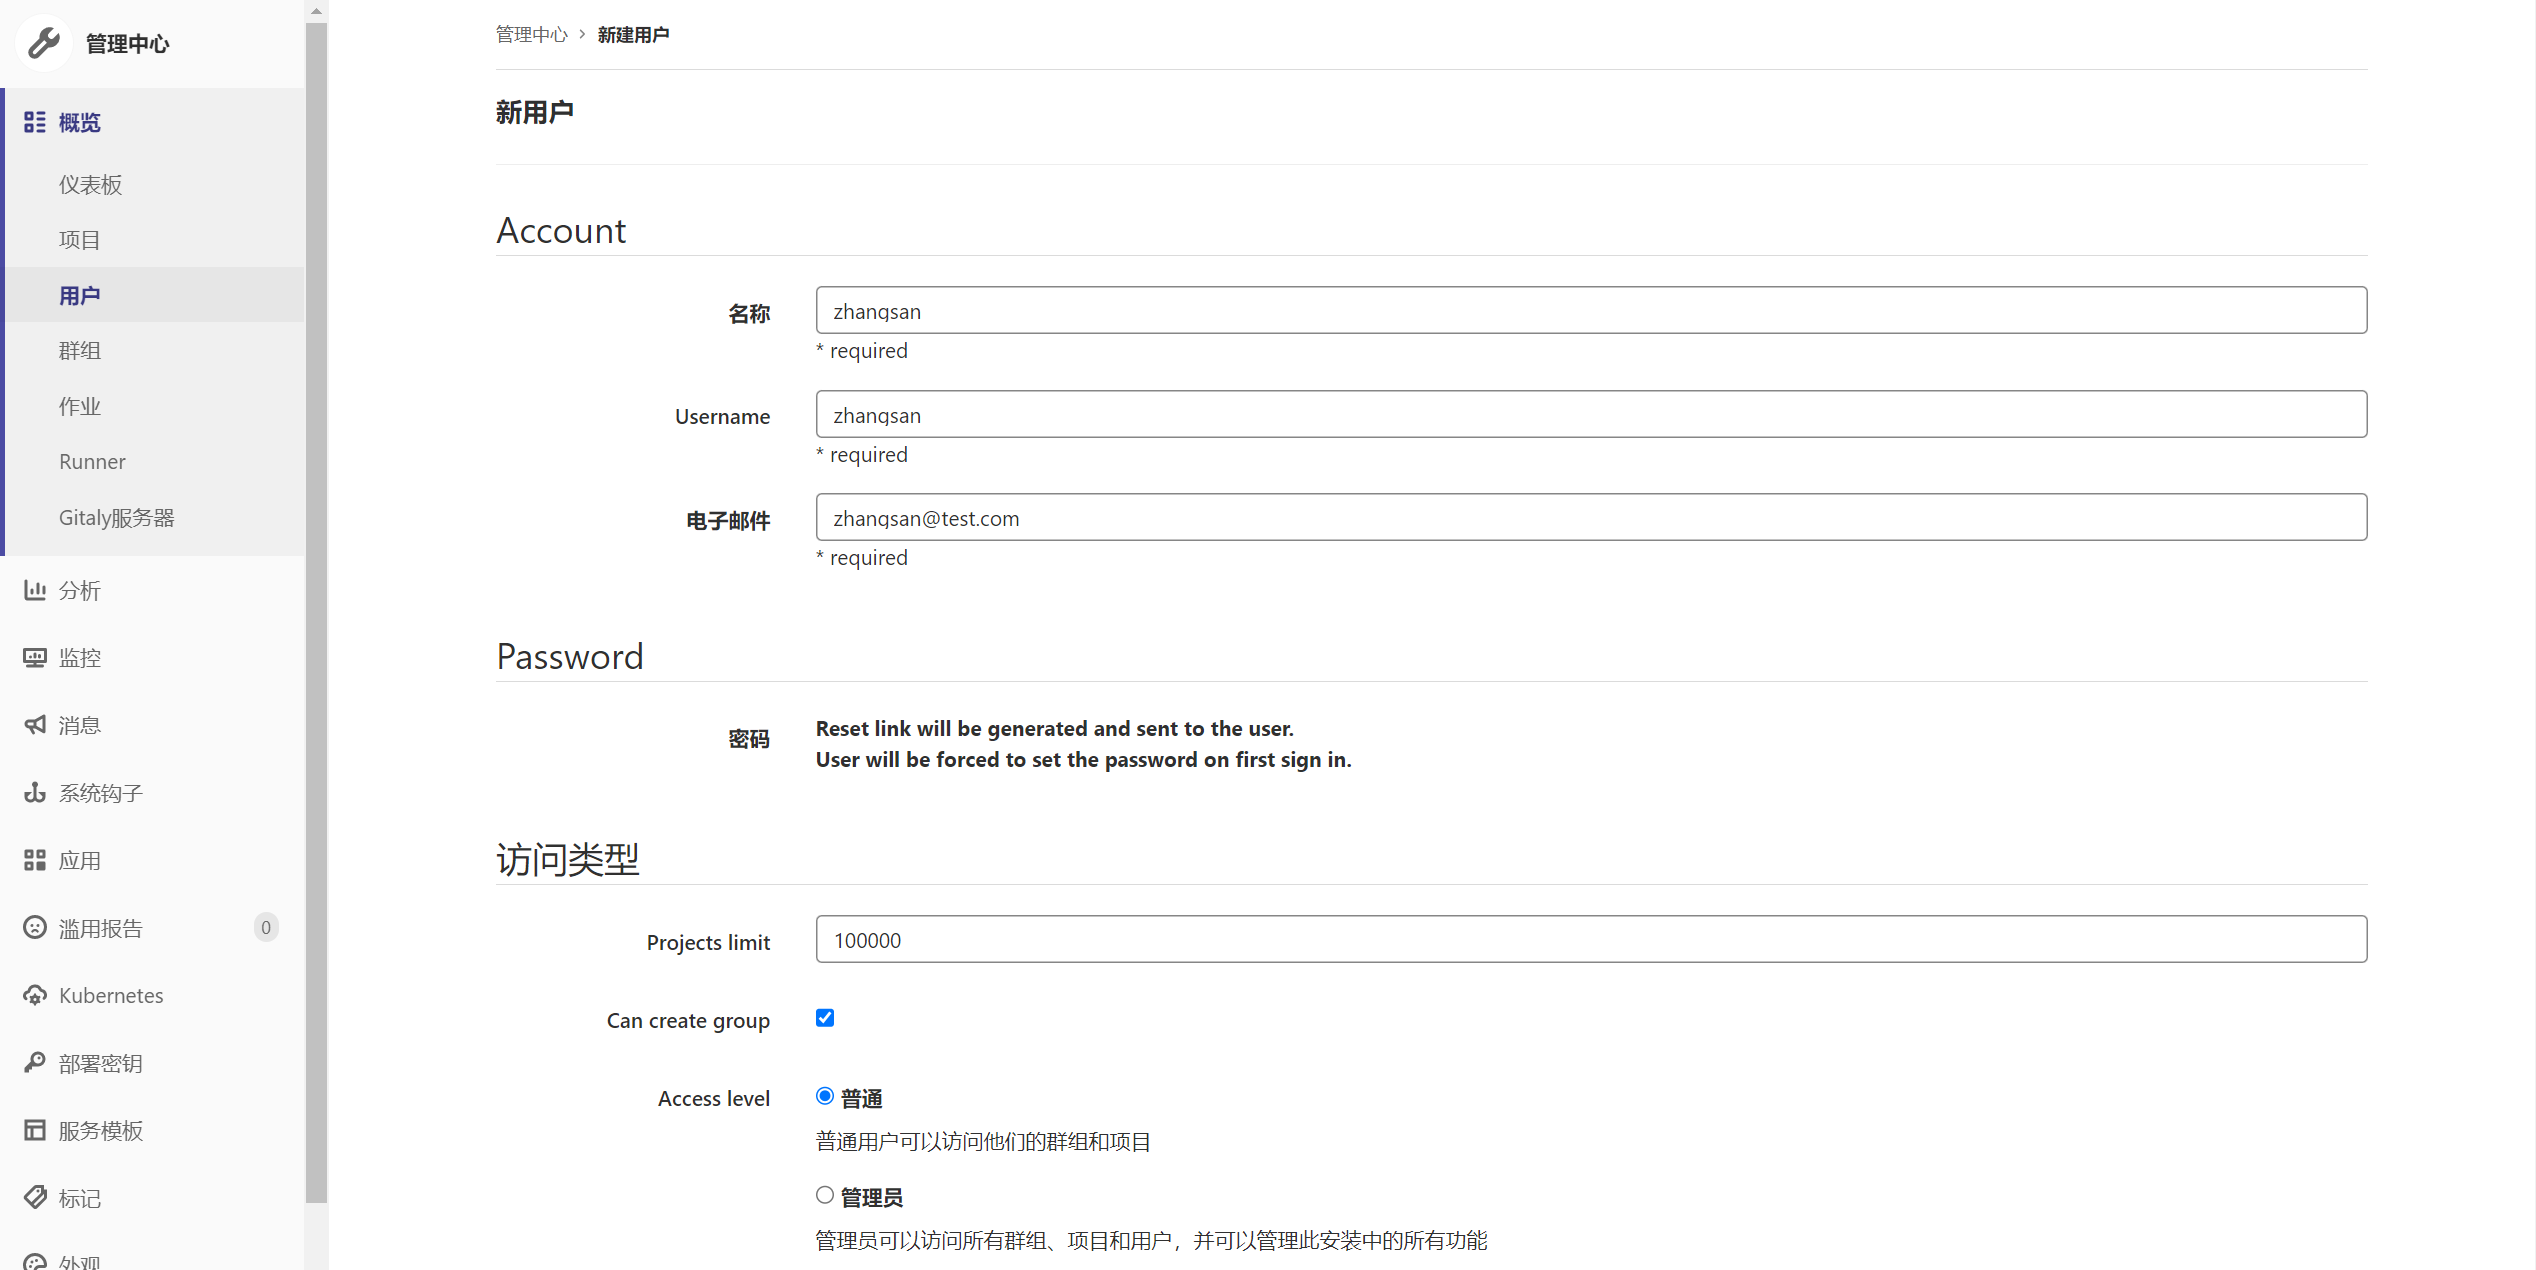 管理中心
概览
仪表板
项目
用户
群组
作业
Runner
Gitaly服务器
分析
监控
消息
系统钩子
应用
滥用报告 0
Kubernetes
部署密钥
服务模板
标记
外观
管理中心 › 新建用户
新用户
Account
名称 zhangsan
* required
Username zhangsan
* required
电子邮件 zhangsan@test.com
* required
Password
密码 Reset link will be generated and sent to the user.
User will be forced to set the password on first sign in.
访问类型
Projects limit 100000
Can create group
Access level 普通
普通用户可以访问他们的群组和项目
管理员
管理员可以访问所有群组、项目和用户，并可以管理此安装中的所有功能